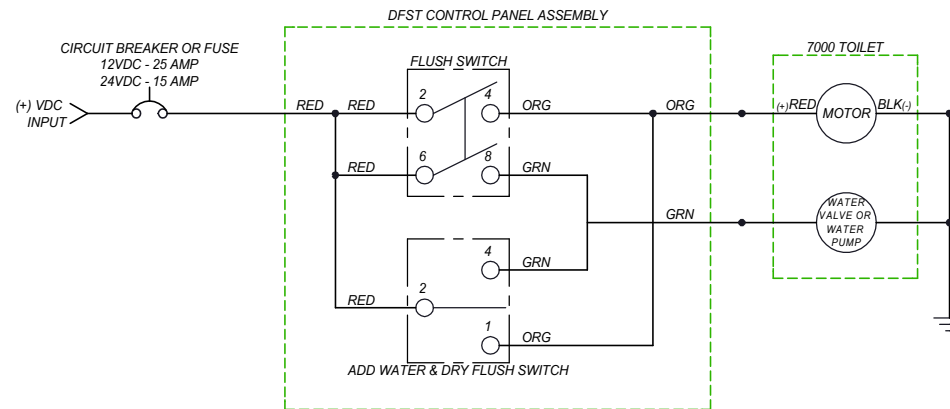 DFST CONTROL PANEL ASSEMBLY
CIRCUIT BREAKER OR FUSE
12VDC - 25 AMP
24VDC - 15 AMP
(+) VDC
INPUT
FLUSH SWITCH
7000 TOILET
RED
RED
2
4
ORG
ORG
(+)RED
MOTOR
BLK(-)
RED
6
8
GRN
GRN
WATER
VALVE OR
WATER
PUMP
4
GRN
RED
2
1
ORG
ADD WATER & DRY FLUSH SWITCH